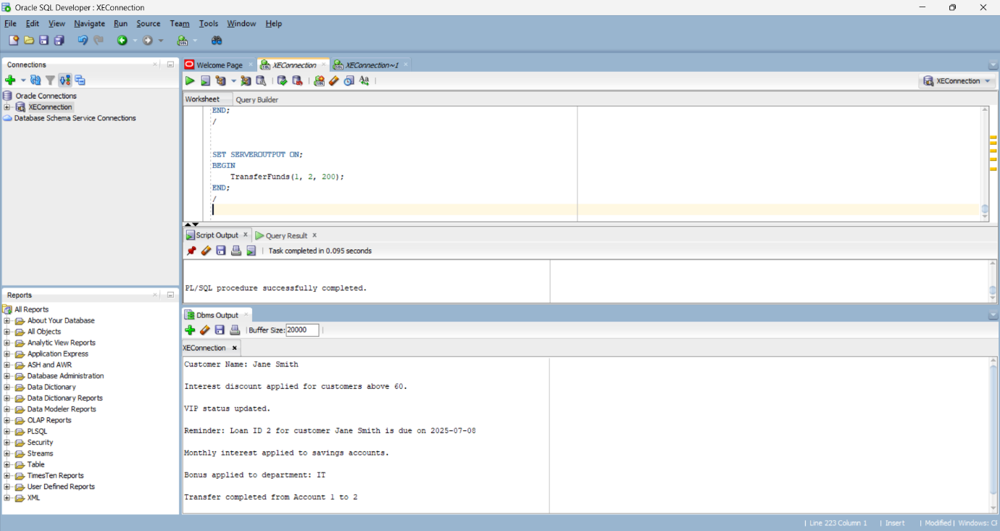 Oracle SQL Developer : XEConnection
File Edit View Navigate Run Source Team Tools Window Help
Connections
Oracle Connections
XEConnection
Database Schema Service Connections
Reports
All Reports
About Your Database
All Objects
Analytic View Reports
Application Express
ASH and AWR
Database Administration
Data Dictionary
Data Dictionary Reports
Data Modeler Reports
OLAP Reports
PLSQL
Security
Streams
Table
TimesTen Reports
User Defined Reports
XML
Welcome Page XEConnection XEConnection~1
XEConnection
Worksheet Query Builder
END;
/
SET SERVEROUTPUT ON;
BEGIN
TransferFunds(1, 2, 200);
END;
/
Script Output Query Result
Task completed in 0.095 seconds
PL/SQL procedure successfully completed.
Dbms Output
Buffer Size: 20000
XEConnection
Customer Name: Jane Smith
Interest discount applied for customers above 60.
VIP status updated.
Reminder: Loan ID 2 for customer Jane Smith is due on 2025-07-08
Monthly interest applied to savings accounts.
Bonus applied to department: IT
Transfer completed from Account 1 to 2
| Line 223 Column 1 | Insert | Modified | Windows: Cl